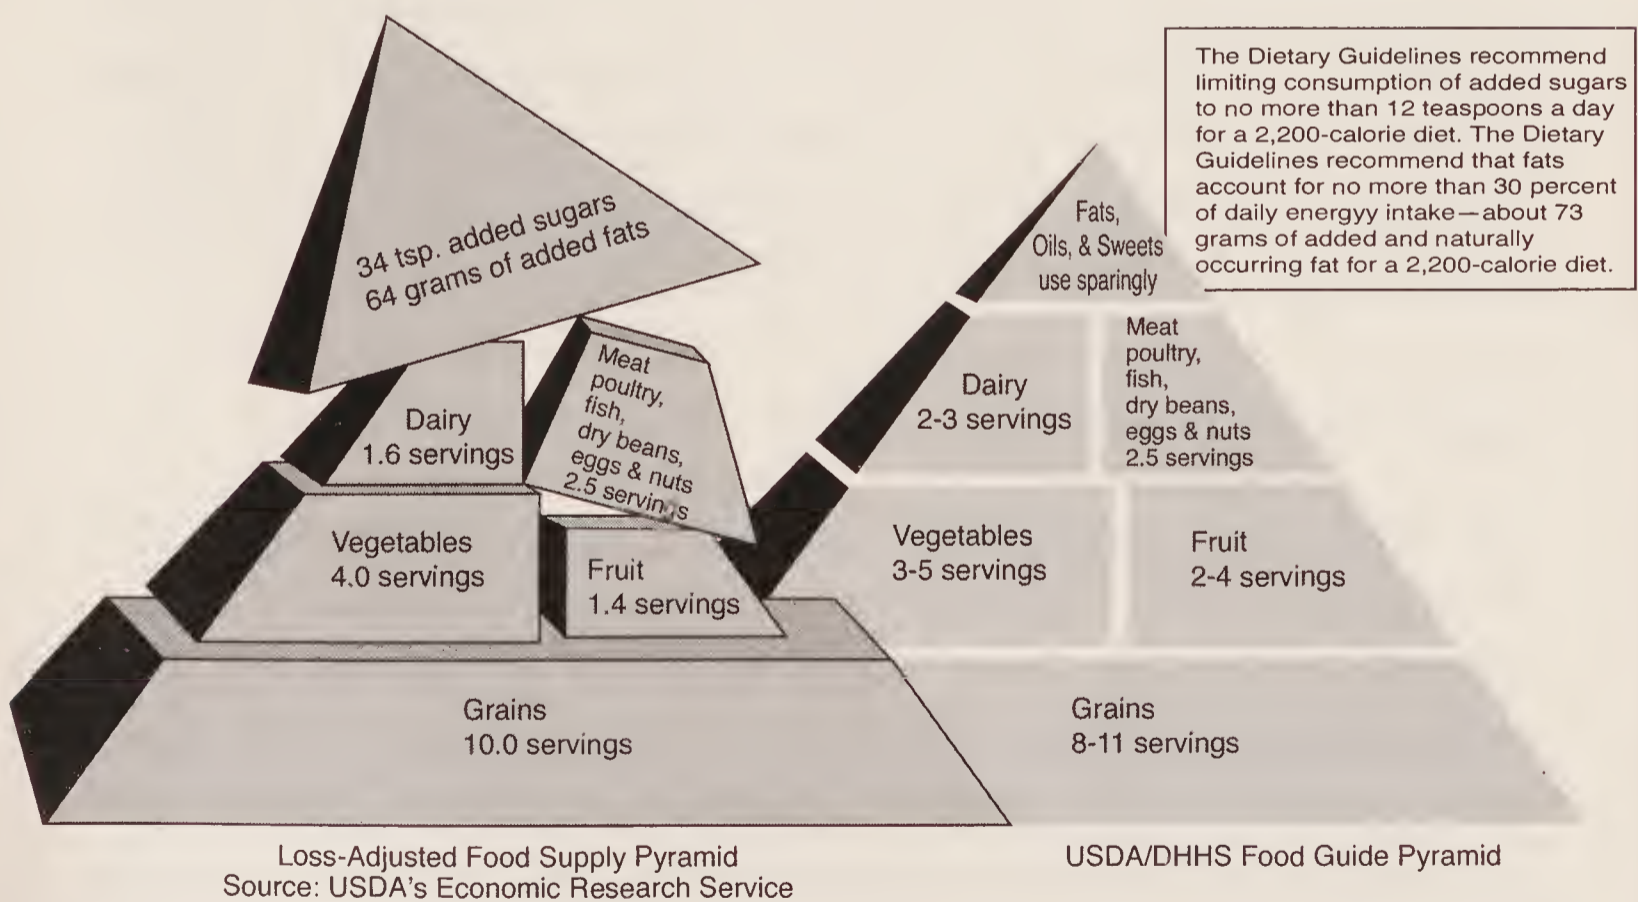 The Dietary Guidelines recommend
limiting consumption of added sugars
to no more than 12 teaspoons a day
for a 2,200-calorie diet. The Dietary
Guidelines recommend that fats
account for no more than 30 percent
of daily energyy intake—about 73
grams of added and naturally
occurring fat for a 2,200-calorie diet.
34 tsp. added sugars
64 grams of added fats
Dairy
1.6 servings
Meat
poultry,
fish,
dry beans,
eggs & nuts
2.5 servings
Vegetables
4.0 servings
Fruit
1.4 servings
Grains
10.0 servings
Loss-Adjusted Food Supply Pyramid
Source: USDA's Economic Research Service
Fats,
Oils, & Sweets
use sparingly
Dairy
2-3 servings
Meat
poultry,
fish,
dry beans,
eggs & nuts
2.5 servings
Vegetables
3-5 servings
Fruit
2-4 servings
Grains
8-11 servings
USDA/DHHS Food Guide Pyramid